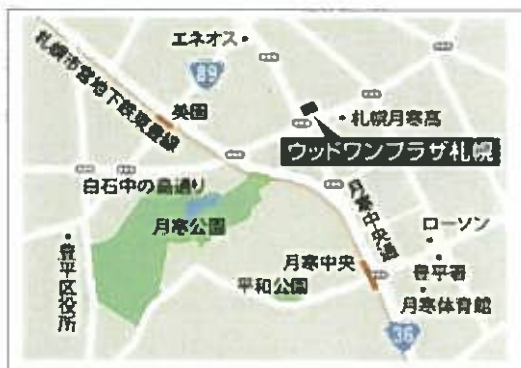 エネオス
札幌市営地下鉄東豊線
89
美園
札幌月寒高
ウッドワンプラザ札幌
白石中の島通り
月寒公園
月寒中央通
ローソン
豊平区役所
月寒中央
豊平署
平和公園
月寒体育館
36